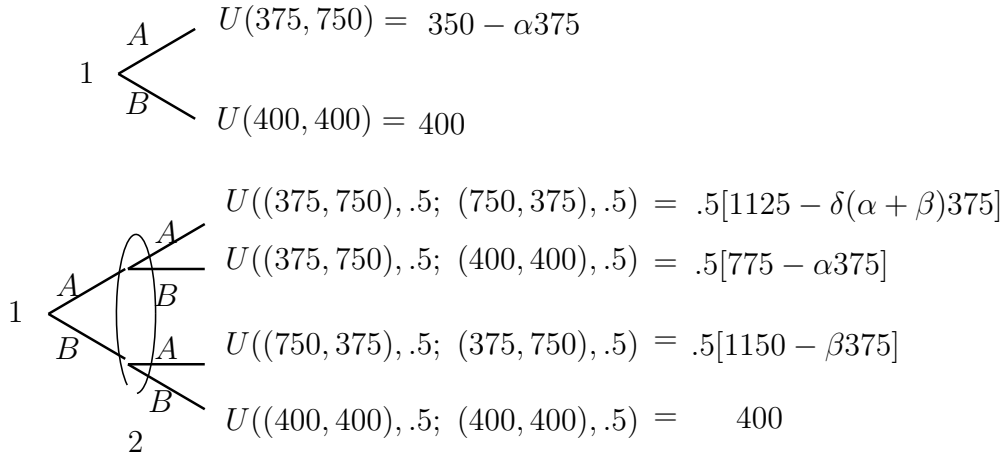 A U(375, 750) = 350 − α375
1
B U(400, 400) = 400
U((375, 750), .5; (750, 375), .5) = .5[1125 − δ(α + β)375]
A
U((375, 750), .5; (400, 400), .5) = .5[775 − α375]
A B
1
B A U((750, 375), .5; (375, 750), .5) = .5[1150 − β375]
B
U((400, 400), .5; (400, 400), .5) = 400
2